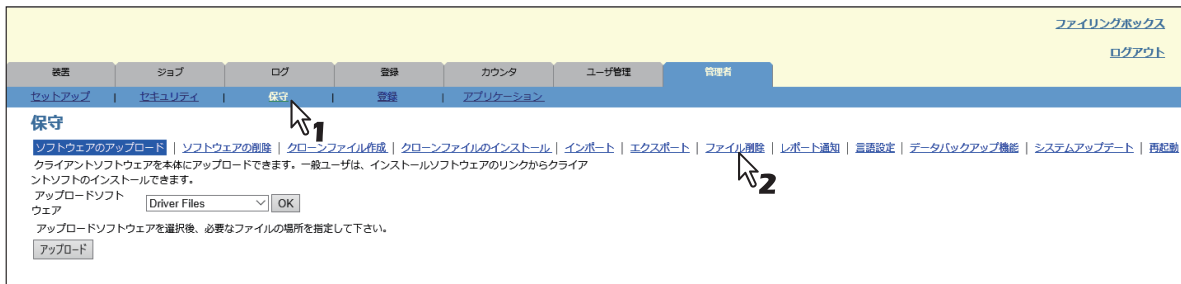 ファイリングボックス
ログアウト
装置 ジョブ ログ 登録 カウンタ ユーザ管理 管理者
セットアップ | セキュリティ | 保守 | 登録 | アプリケーション
1
保守
ソフトウェアのアップロード | ソフトウェアの削除 | クローンファイル作成 | クローンファイルのインストール | インポート | エクスポート | ファイル削除 | レポート通知 | 言語設定 | データバックアップ機能 | システムアップデート | 再起動
2
クライアントソフトウェアを本体にアップロードできます。一般ユーザは、インストールソフトウェアのリンクからクライア
ントソフトのインストールできます。
アップロードソフト
ウェア
Driver Files OK
アップロードソフトウェアを選択後、必要なファイルの場所を指定して下さい。
アップロード